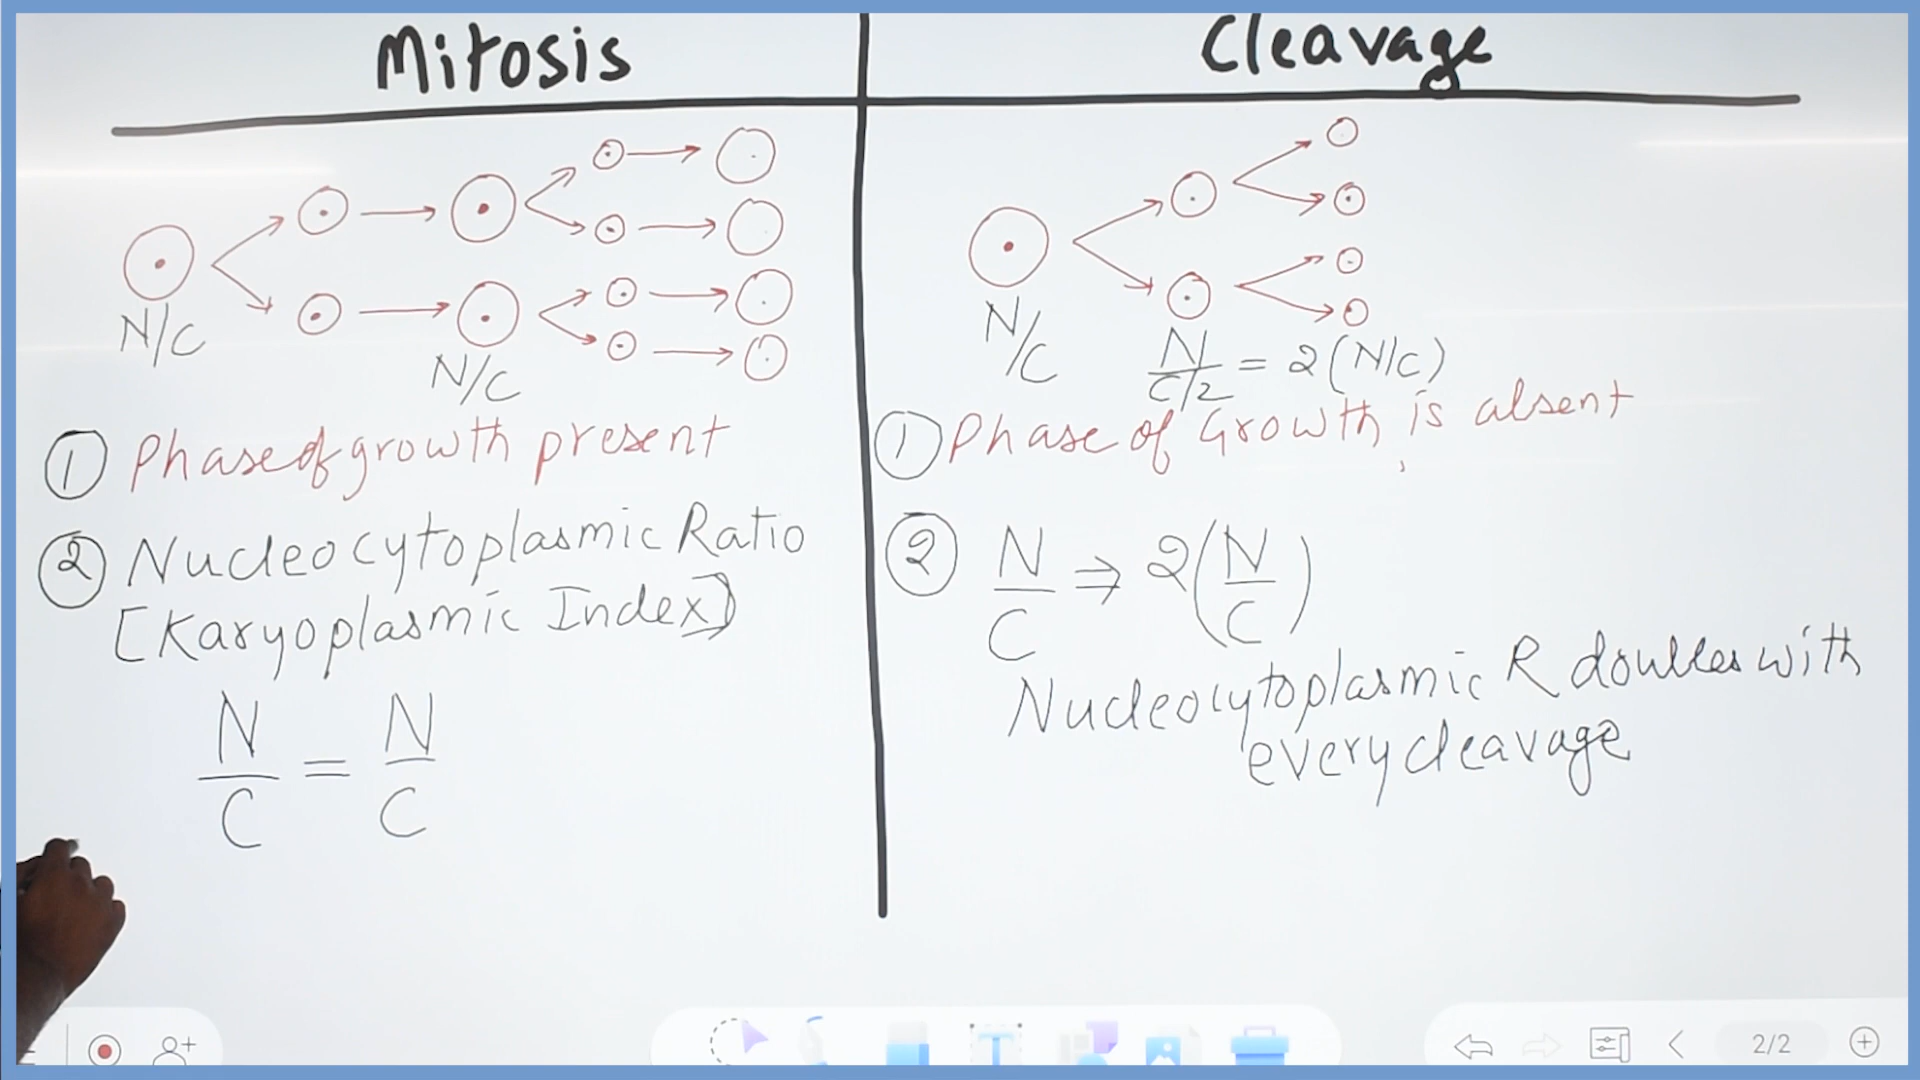 Mitosis
Cleavage
N/C
N/C
① Phase of growth present
② Nucleocytoplasmic Ratio
[Karyoplasmic Index]
N/C = N/C
N/C
N/C/2 = 2(N/C)
① Phase of Growth is absent
② N/C ⇒ 2(N/C)
Nucleocytoplasmic R doubles with
every cleavage
T
2/2